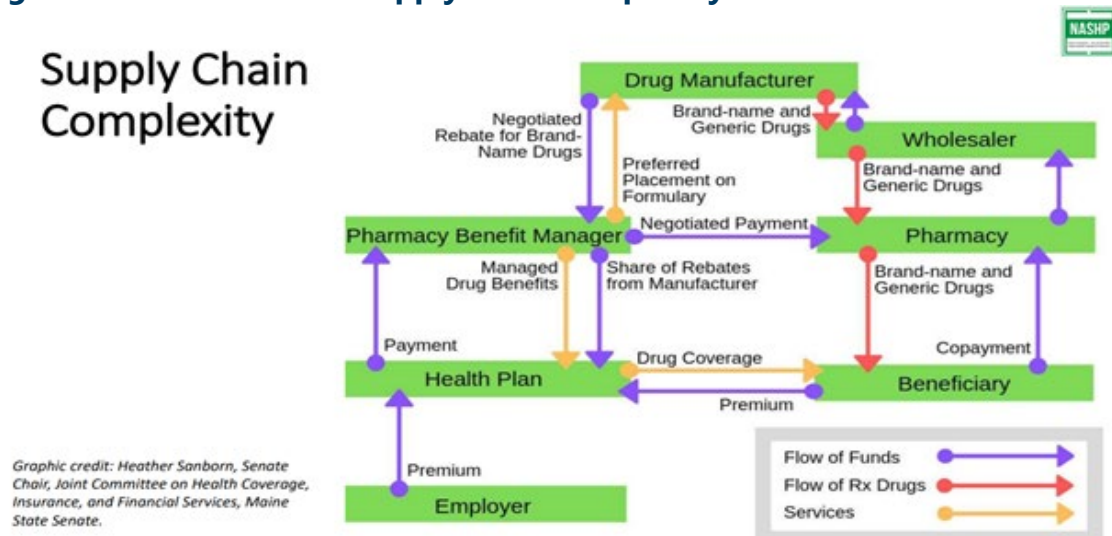 Supply Chain
Complexity
NASHP
Drug Manufacturer
Negotiated
Rebate for Brand-
Name Drugs
Brand-name and
Generic Drugs
Wholesaler
Preferred
Placement on
Formulary
Brand-name and
Generic Drugs
Pharmacy Benefit Manager
Negotiated Payment
Pharmacy
Managed
Drug Benefits
Share of Rebates
from Manufacturer
Brand-name and
Generic Drugs
Payment
Drug Coverage
Copayment
Health Plan
Beneficiary
Premium
Premium
Employer
Flow of Funds
Flow of Rx Drugs
Services
Graphic credit: Heather Sanborn, Senate
Chair, Joint Committee on Health Coverage,
Insurance, and Financial Services, Maine
State Senate.